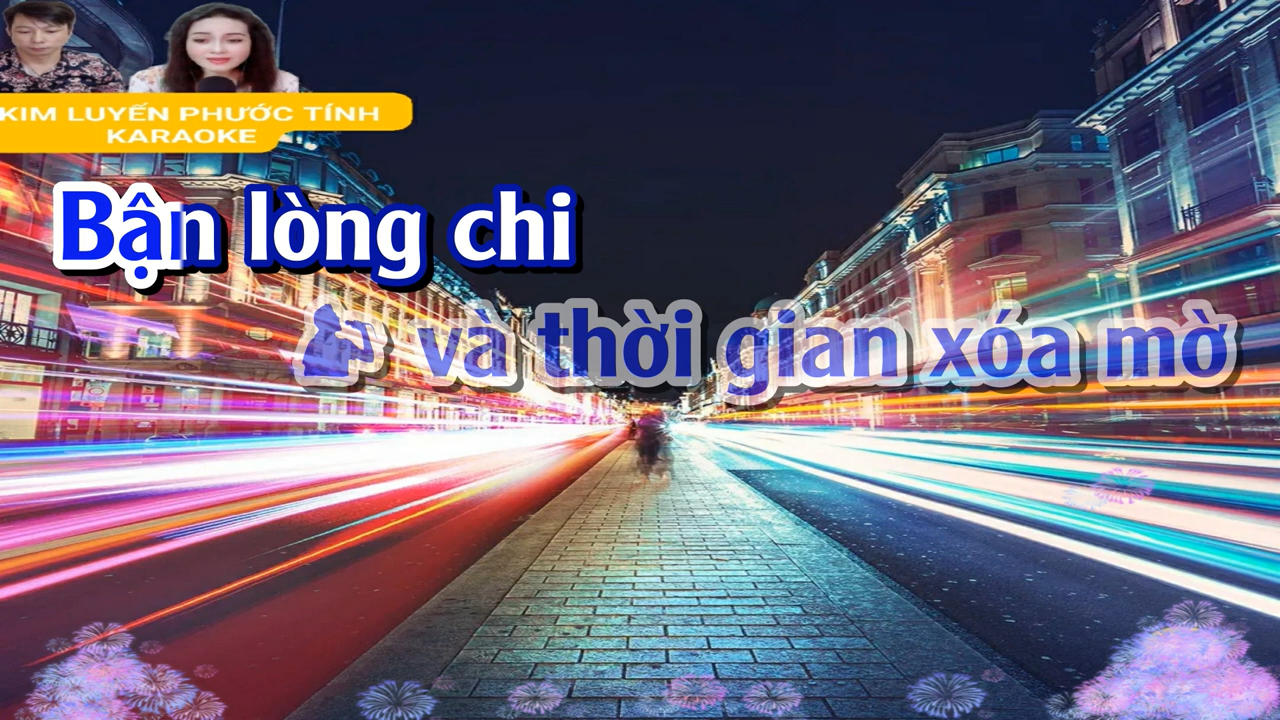 KIM LUYẾN PHƯỚC TÍNH
KARAOKE
Bận lòng chi
và thời gian xóa mờ